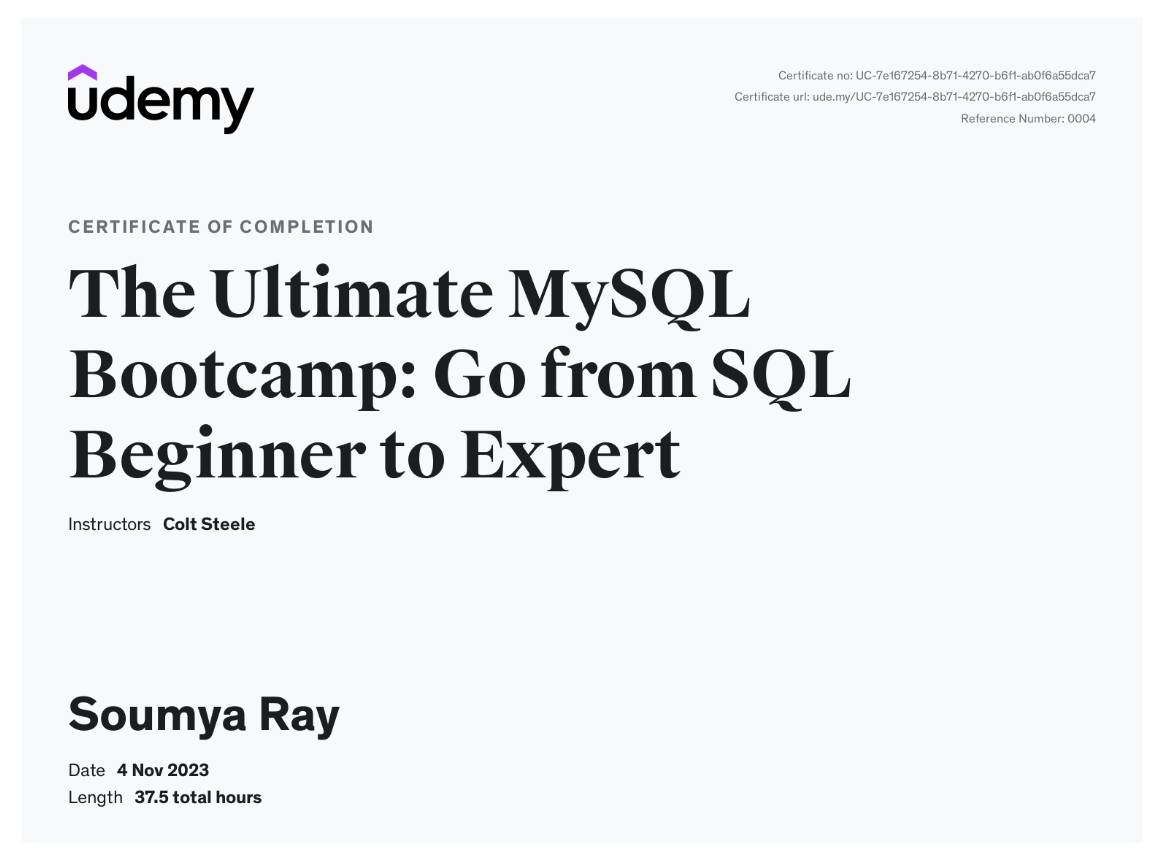 udemy
Certificate no: UC-7e167254-8b71-4270-b6f1-ab0f6a55dca7
Certificate url: ude.my/UC-7e167254-8b71-4270-b6f1-ab0f6a55dca7
Reference Number: 0004
CERTIFICATE OF COMPLETION
The Ultimate MySQL
Bootcamp: Go from SQL
Beginner to Expert
Instructors Colt Steele
Soumya Ray
Date 4 Nov 2023
Length 37.5 total hours